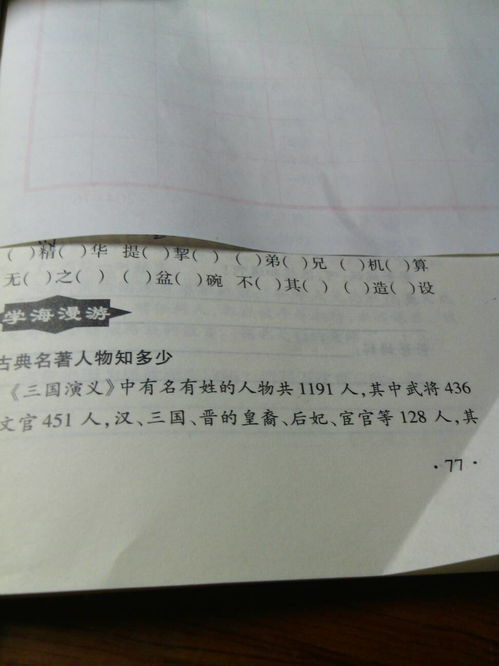 ( )精( )华 提( )挈( ) ( )弟( )兄 ( )机( )算
无( )之( ) ( )盆( )碗 不( )其( ) ( )造( )设
学海漫游
古典名著人物知多少
《三国演义》中有名有姓的人物共1191人,其中武将436
文官451人,汉、三国、晋的皇裔、后妃、宦官等128人,其
·77·